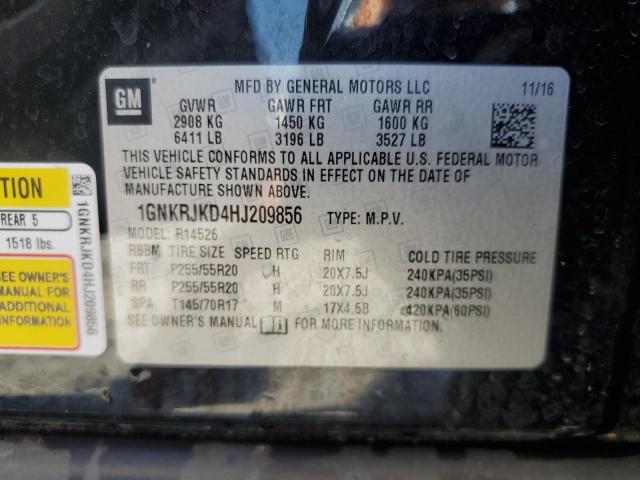 GM
MFD BY GENERAL MOTORS LLC 11/16
GVWR GAWR FRT GAWR RR
2908 KG 1450 KG 1600 KG
6411 LB 3196 LB 3527 LB
THIS VEHICLE CONFORMS TO ALL APPLICABLE U.S. FEDERAL MOTOR
VEHICLE SAFETY STANDARDS IN EFFECT ON THE DATE OF
MANUFACTURE SHOWN ABOVE.
1GNKRJKD4HJ209856 TYPE: M.P.V.
MODEL: R14526
RBBM TIRE SIZE SPEED RTG RIM COLD TIRE PRESSURE
FRT P255/55R20 H 20X7.5J 240KPA(35PSI)
RR P255/55R20 H 20X7.5J 240KPA(35PSI)
SPA T145/70R17 M 17X4.5B 420KPA(60PSI)
SEE OWNER'S MANUAL FOR MORE INFORMATION.
REAR 5
1518 lbs.
SEE OWNER'S
MANUAL FOR
ADDITIONAL
1GNKRJKD4HJ209856